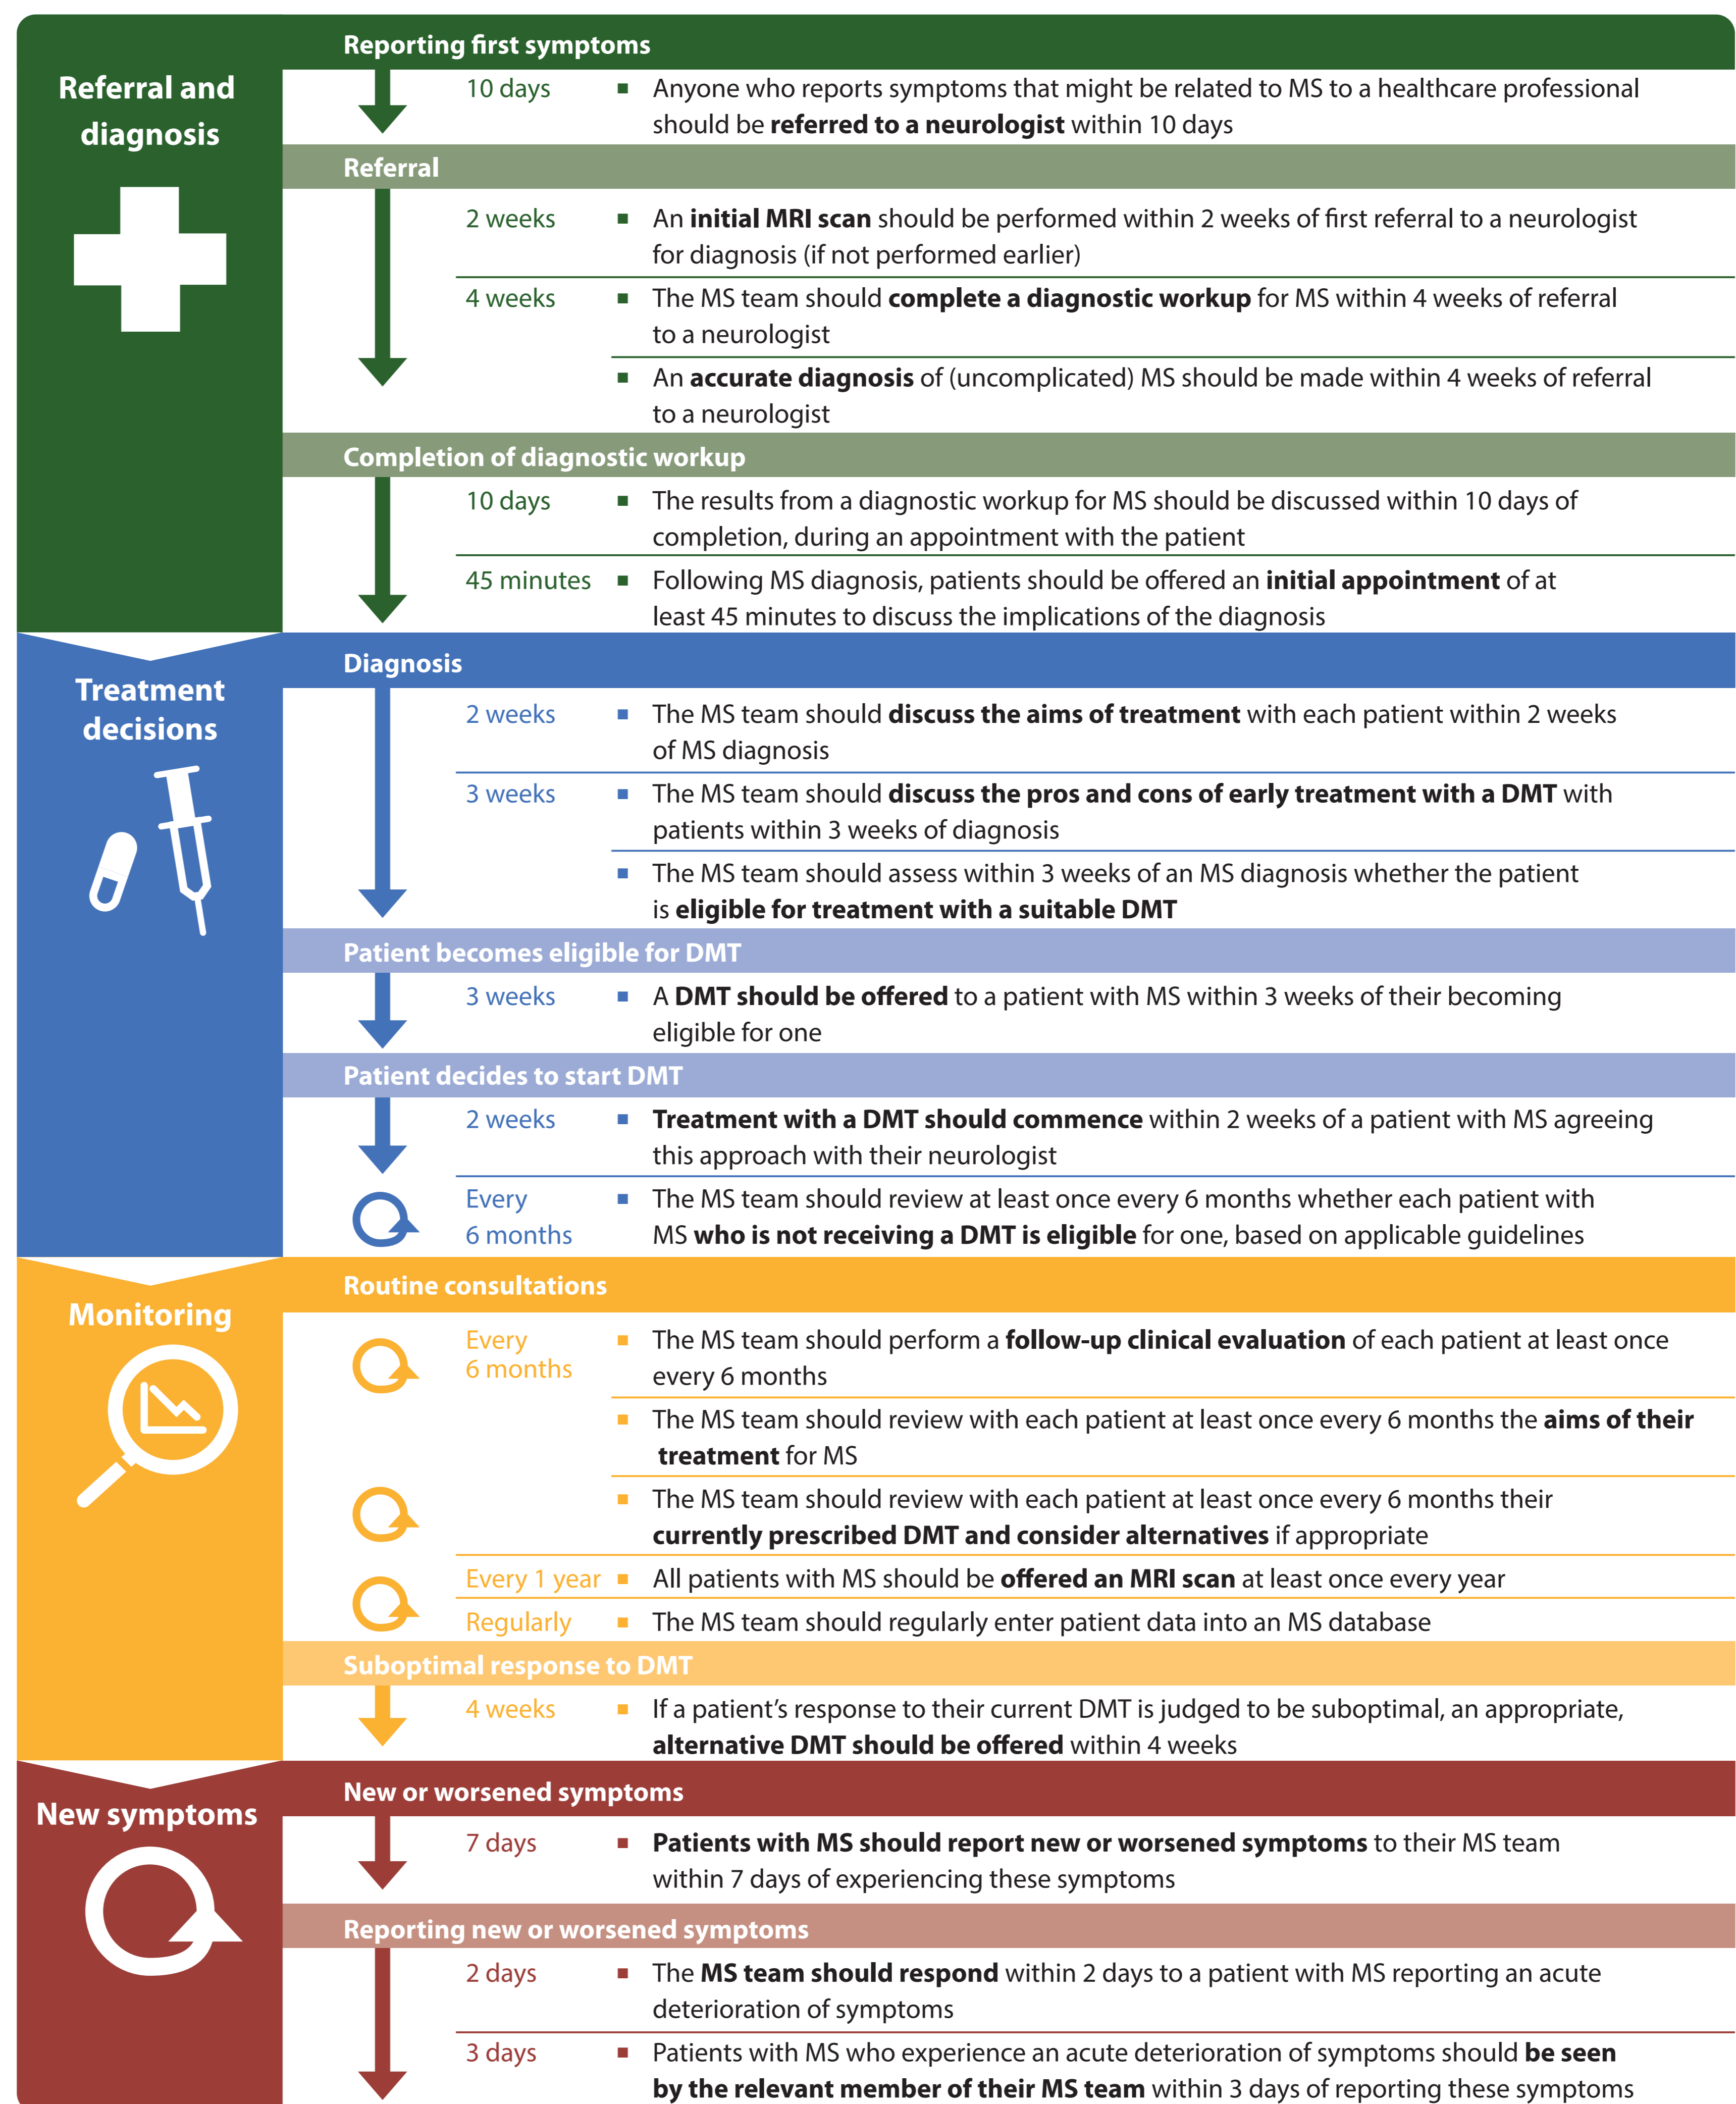 Referral and
diagnosis
Reporting first symptoms
10 days ▪ Anyone who reports symptoms that might be related to MS to a healthcare professional
should be referred to a neurologist within 10 days
Referral
2 weeks ▪ An initial MRI scan should be performed within 2 weeks of first referral to a neurologist
for diagnosis (if not performed earlier)
4 weeks ▪ The MS team should complete a diagnostic workup for MS within 4 weeks of referral
to a neurologist
▪ An accurate diagnosis of (uncomplicated) MS should be made within 4 weeks of referral
to a neurologist
Completion of diagnostic workup
10 days ▪ The results from a diagnostic workup for MS should be discussed within 10 days of
completion, during an appointment with the patient
45 minutes ▪ Following MS diagnosis, patients should be offered an initial appointment of at
least 45 minutes to discuss the implications of the diagnosis
Treatment
decisions
Diagnosis
2 weeks ▪ The MS team should discuss the aims of treatment with each patient within 2 weeks
of MS diagnosis
3 weeks ▪ The MS team should discuss the pros and cons of early treatment with a DMT with
patients within 3 weeks of diagnosis
▪ The MS team should assess within 3 weeks of an MS diagnosis whether the patient
is eligible for treatment with a suitable DMT
Patient becomes eligible for DMT
3 weeks ▪ A DMT should be offered to a patient with MS within 3 weeks of their becoming
eligible for one
Patient decides to start DMT
2 weeks ▪ Treatment with a DMT should commence within 2 weeks of a patient with MS agreeing
this approach with their neurologist
Every ▪ The MS team should review at least once every 6 months whether each patient with
6 months MS who is not receiving a DMT is eligible for one, based on applicable guidelines
Monitoring
Routine consultations
Every ▪ The MS team should perform a follow-up clinical evaluation of each patient at least once
6 months every 6 months
▪ The MS team should review with each patient at least once every 6 months the aims of their
treatment for MS
▪ The MS team should review with each patient at least once every 6 months their
currently prescribed DMT and consider alternatives if appropriate
Every 1 year ▪ All patients with MS should be offered an MRI scan at least once every year
Regularly ▪ The MS team should regularly enter patient data into an MS database
Suboptimal response to DMT
4 weeks ▪ If a patient’s response to their current DMT is judged to be suboptimal, an appropriate,
alternative DMT should be offered within 4 weeks
New symptoms
New or worsened symptoms
7 days ▪ Patients with MS should report new or worsened symptoms to their MS team
within 7 days of experiencing these symptoms
Reporting new or worsened symptoms
2 days ▪ The MS team should respond within 2 days to a patient with MS reporting an acute
deterioration of symptoms
3 days ▪ Patients with MS who experience an acute deterioration of symptoms should be seen
by the relevant member of their MS team within 3 days of reporting these symptoms